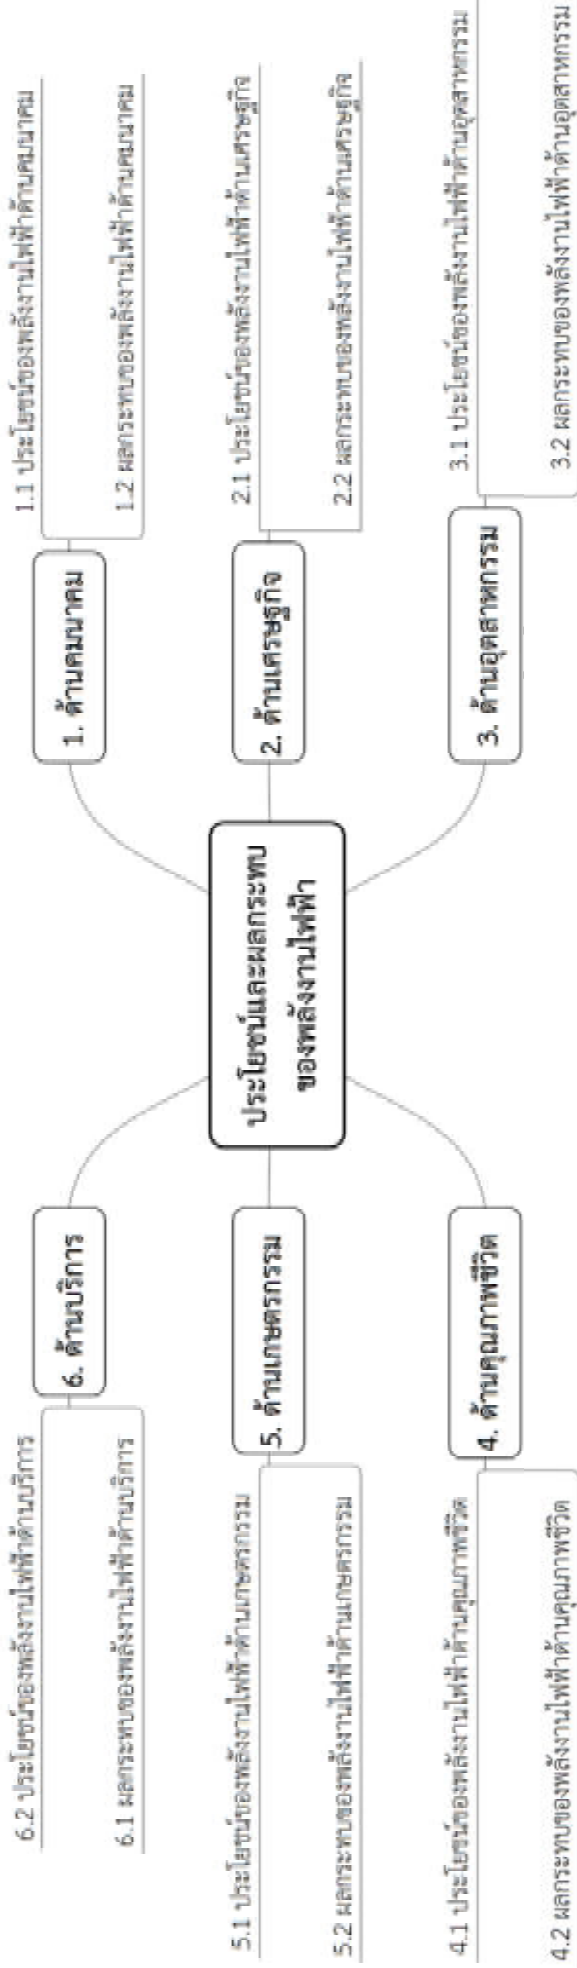 ประโยชน์และผลกระทบ
ของพลังงานไฟฟ้า
1. ด้านคมนาคม
1.1 ประโยชน์ของพลังงานไฟฟ้าด้านคมนาคม
1.2 ผลกระทบของพลังงานไฟฟ้าด้านคมนาคม
2. ด้านเศรษฐกิจ
2.1 ประโยชน์ของพลังงานไฟฟ้าด้านเศรษฐกิจ
2.2 ผลกระทบของพลังงานไฟฟ้าด้านเศรษฐกิจ
3. ด้านอุตสาหกรรม
3.1 ประโยชน์ของพลังงานไฟฟ้าด้านอุตสาหกรรม
3.2 ผลกระทบของพลังงานไฟฟ้าด้านอุตสาหกรรม
4. ด้านคุณภาพชีวิต
4.1 ประโยชน์ของพลังงานไฟฟ้าด้านคุณภาพชีวิต
4.2 ผลกระทบของพลังงานไฟฟ้าด้านคุณภาพชีวิต
5. ด้านเกษตรกรรม
5.1 ประโยชน์ของพลังงานไฟฟ้าด้านเกษตรกรรม
5.2 ผลกระทบของพลังงานไฟฟ้าด้านเกษตรกรรม
6. ด้านบริการ
6.2 ประโยชน์ของพลังงานไฟฟ้าด้านบริการ
6.1 ผลกระทบของพลังงานไฟฟ้าด้านบริการ